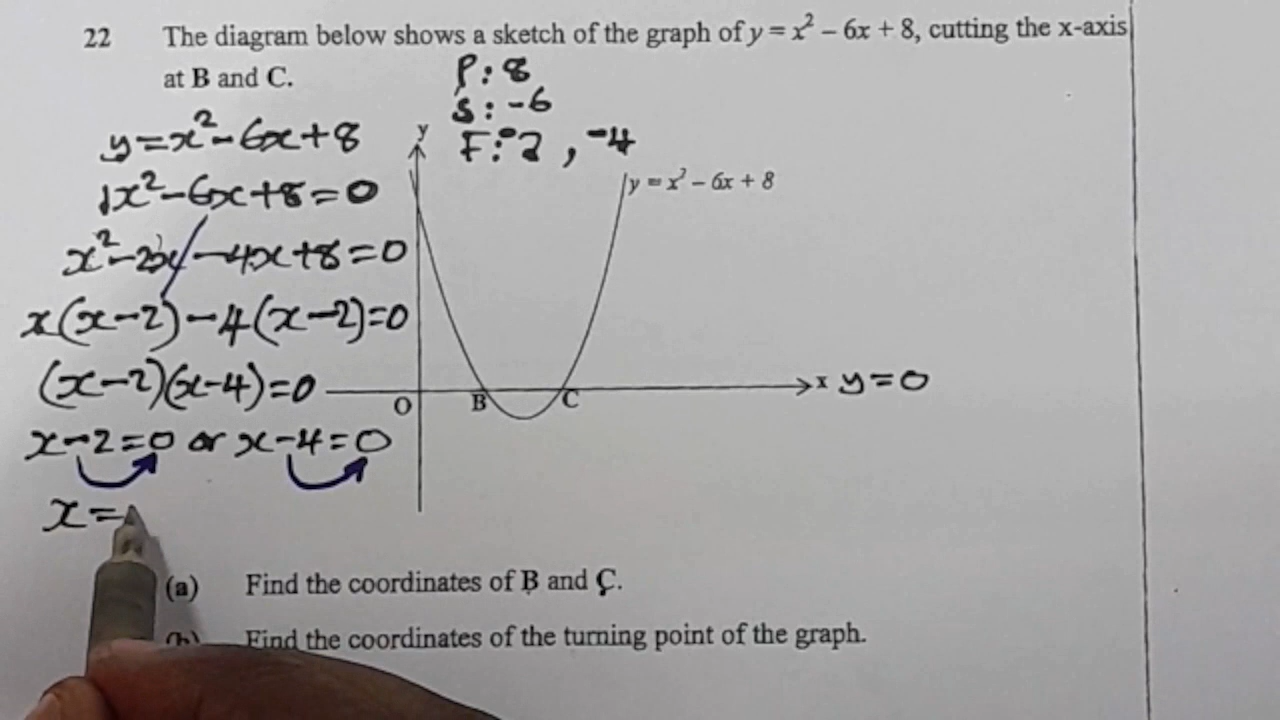 22 The diagram below shows a sketch of the graph of y = x² – 6x + 8, cutting the x-axis
at B and C.
P: 8
S: -6
F: -2 , -4
y=x²-6x+8
1x²-6x+8=0
x²-2x-4x+8=0
x(x-2)-4(x-2)=0
(x-2)(x-4)=0
x-2=0 or x-4=0
x=
y
y = x² – 6x + 8
O B C x y=0
(a) Find the coordinates of B and C.
(b) Find the coordinates of the turning point of the graph.